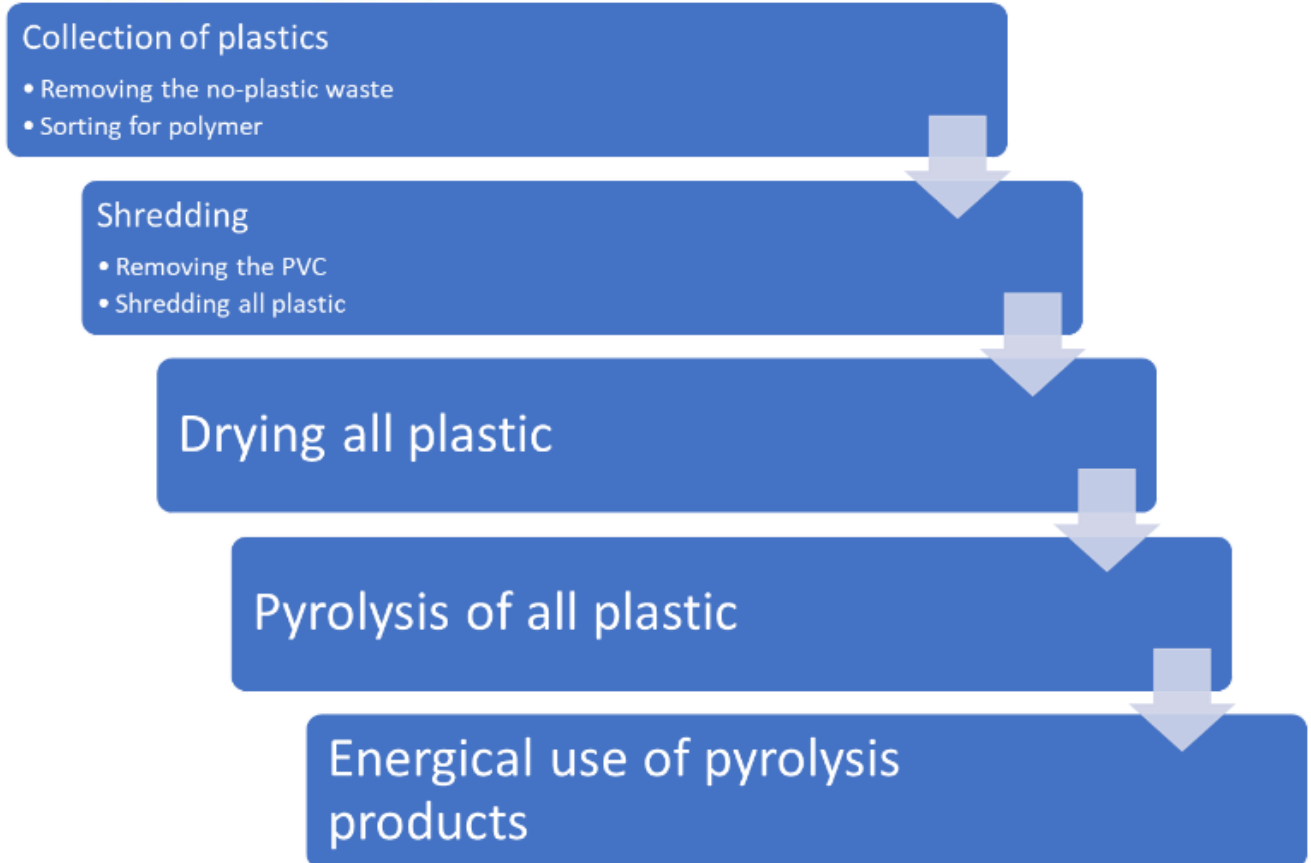 Collection of plastics
• Removing the no-plastic waste
• Sorting for polymer
Shredding
• Removing the PVC
• Shredding all plastic
Drying all plastic
Pyrolysis of all plastic
Energical use of pyrolysis
products